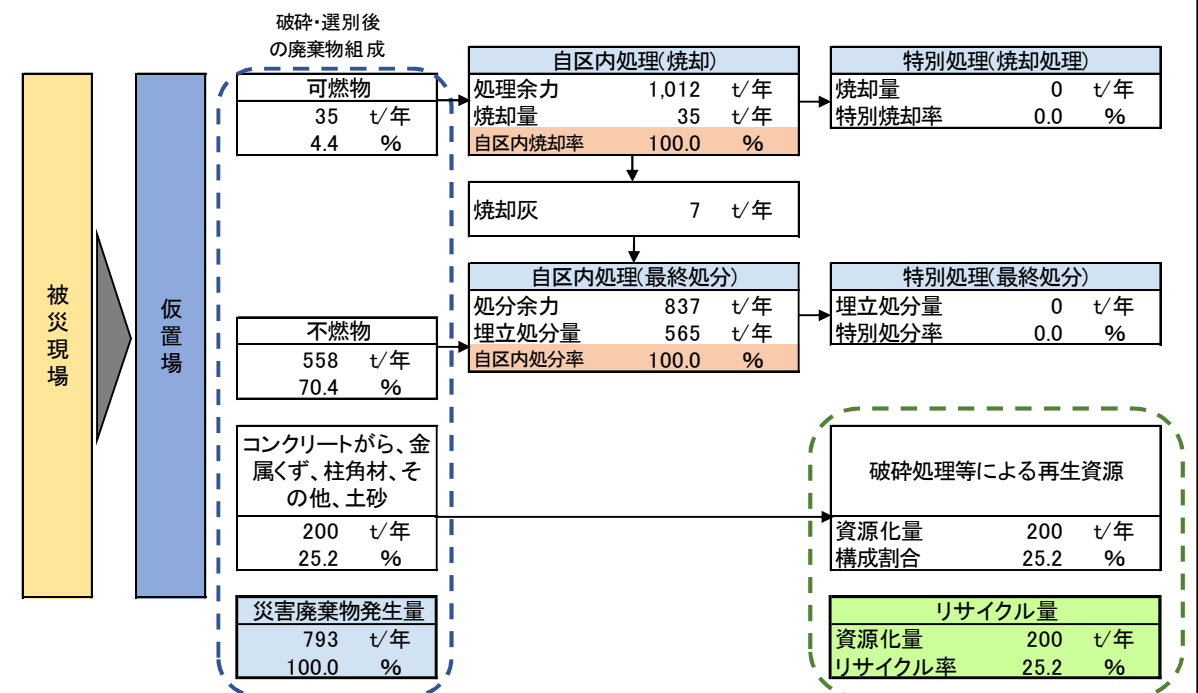 破砕・選別後
の廃棄物組成
被災現場
仮置場
可燃物
35 t/年
4.4 %
自区内処理(焼却)
処理余力 1,012 t/年
焼却量 35 t/年
自区内焼却率 100.0 %
特別処理(焼却処理)
焼却量 0 t/年
特別焼却率 0.0 %
焼却灰 7 t/年
不燃物
558 t/年
70.4 %
自区内処理(最終処分)
処分余力 837 t/年
埋立処分量 565 t/年
自区内処分率 100.0 %
特別処理(最終処分)
埋立処分量 0 t/年
特別処分率 0.0 %
コンクリートがら、金
属くず、柱角材、そ
の他、土砂
200 t/年
25.2 %
破砕処理等による再生資源
資源化量 200 t/年
構成割合 25.2 %
災害廃棄物発生量
793 t/年
100.0 %
リサイクル量
資源化量 200 t/年
リサイクル率 25.2 %